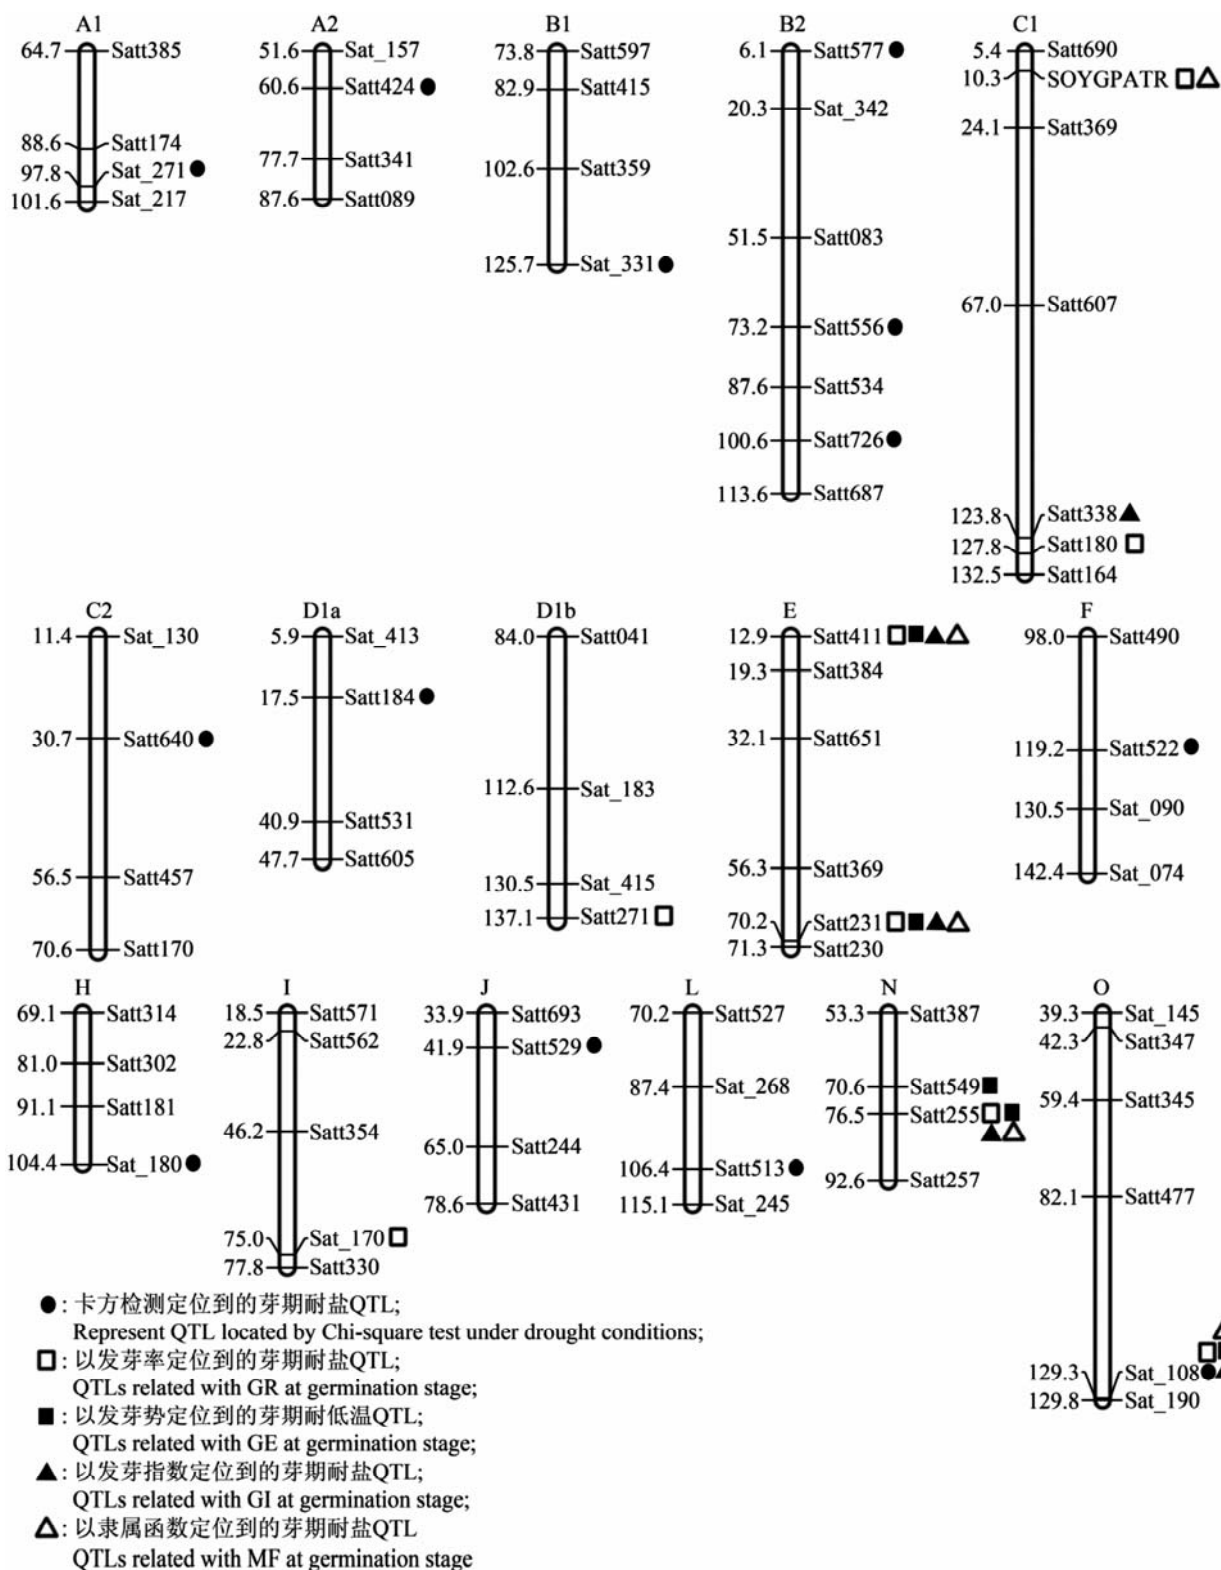 A1
64.7 Satt385
88.6 Satt174
97.8 Sat_271
101.6 Sat_217
A2
51.6 Sat_157
60.6 Satt424
77.7 Satt341
87.6 Satt089
B1
73.8 Satt597
82.9 Satt415
102.6 Satt359
125.7 Sat_331
B2
6.1 Satt577
20.3 Sat_342
51.5 Satt083
73.2 Satt556
87.6 Satt534
100.6 Satt726
113.6 Satt687
C1
5.4 Satt690
10.3 SOYGPATR
24.1 Satt369
67.0 Satt607
123.8 Satt338
127.8 Satt180
132.5 Satt164
C2
11.4 Sat_130
30.7 Satt640
56.5 Satt457
70.6 Satt170
D1a
5.9 Sat_413
17.5 Satt184
40.9 Satt531
47.7 Satt605
D1b
84.0 Satt041
112.6 Sat_183
130.5 Sat_415
137.1 Satt271
E
12.9 Satt411
19.3 Satt384
32.1 Satt651
56.3 Satt369
70.2 Satt231
71.3 Satt230
F
98.0 Satt490
119.2 Satt522
130.5 Sat_090
142.4 Sat_074
H
69.1 Satt314
81.0 Satt302
91.1 Satt181
104.4 Sat_180
I
18.5 Satt571
22.8 Satt562
46.2 Satt354
75.0 Sat_170
77.8 Satt330
J
33.9 Satt693
41.9 Satt529
65.0 Satt244
78.6 Satt431
L
70.2 Satt527
87.4 Sat_268
106.4 Satt513
115.1 Sat_245
N
53.3 Satt387
70.6 Satt549
76.5 Satt255
92.6 Satt257
O
39.3 Sat_145
42.3 Satt347
59.4 Satt345
82.1 Satt477
129.3 Sat_108
129.8 Sat_190
●: 卡方检测定位到的芽期耐盐QTL;
Represent QTL located by Chi-square test under drought conditions;
□: 以发芽率定位到的芽期耐盐QTL;
QTLs related with GR at germination stage;
■: 以发芽势定位到的芽期耐低温QTL;
QTLs related with GE at germination stage;
▲: 以发芽指数定位到的芽期耐盐QTL;
QTLs related with GI at germination stage;
△: 以隶属函数定位到的芽期耐盐QTL
QTLs related with MF at germination stage